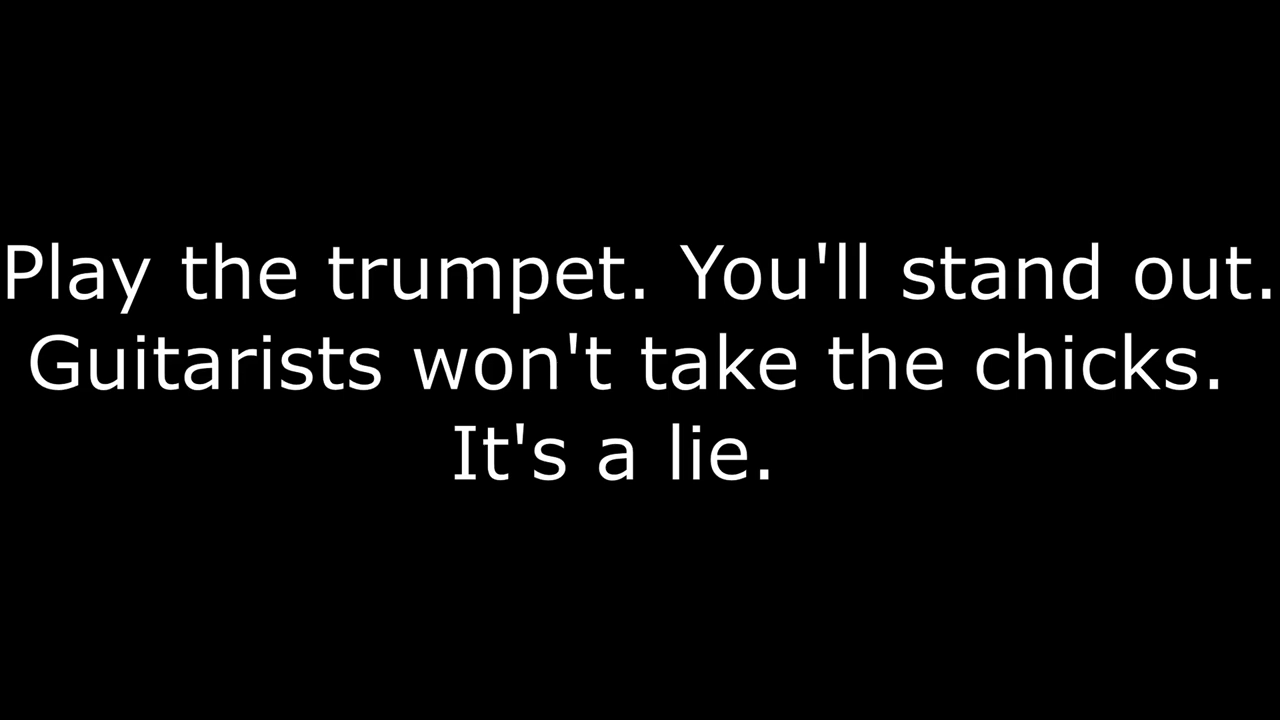 Play the trumpet. You'll stand out.
Guitarists won't take the chicks.
It's a lie.